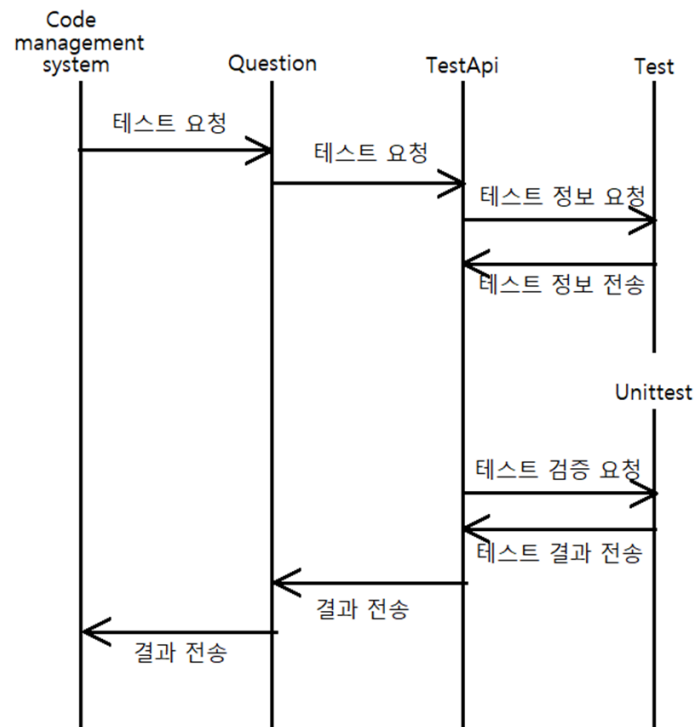 Code
management
system
Question
TestApi
Test
테스트 요청
테스트 요청
테스트 정보 요청
테스트 정보 전송
Unittest
테스트 검증 요청
테스트 결과 전송
결과 전송
결과 전송